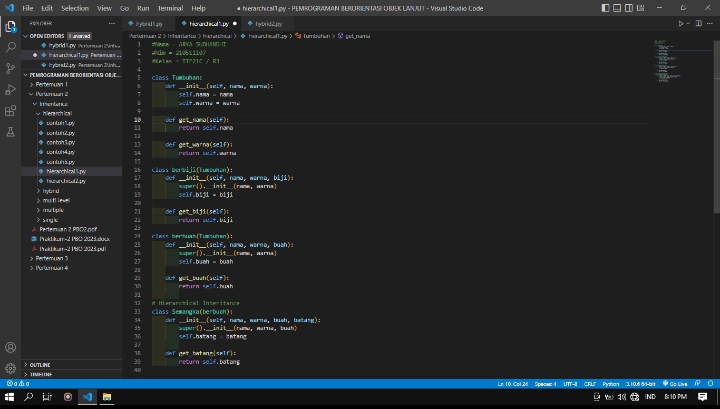 File Edit Selection View Go Run Terminal Help
hierarchical1.py - PEMROGRAMAN BERORIENTASI OBJEK LANJUT - Visual Studio Code
EXPLORER
OPEN EDITORS 1 unsaved
hybrid1.py Pertemuan 2\Inh...
hierarchical1.py Pertemuan ...
hybrid2.py Pertemuan 2\Inh...
PEMROGRAMAN BERORIENTASI OBJEK...
Pertemuan 1
Pertemuan 2
Inheritance
hierarchical
contoh1.py
contoh2.py
contoh3.py
contoh4.py
contoh5.py
hierarchical1.py
hierarchical2.py
hybrid
multi level
multiple
single
Pertemuan 2 PBO2.pdf
Praktikum-2 PBO 2023.docx
Praktikum-2 PBO 2023.pdf
Pertemuan 3
Pertemuan 4
OUTLINE
TIMELINE
hybrid1.py hierarchical1.py hybrid2.py
Pertemuan 2 > Inheritance > hierarchical > hierarchical1.py > Tumbuhan > get_nama
1 #Nama = ARYA SUBHANDHI
2 #Nim = 210511107
3 #Kelas = TIF21C / R3
4
5 class Tumbuhan:
6 def __init__(self, nama, warna):
7 self.nama = nama
8 self.warna = warna
9
10 def get_nama(self):
11 return self.nama
12
13 def get_warna(self):
14 return self.warna
15
16 class berbiji(Tumbuhan):
17 def __init__(self, nama, warna, biji):
18 super().__init__(nama, warna)
19 self.biji = biji
20
21 def get_biji(self):
22 return self.biji
23
24 class berbuah(Tumbuhan):
25 def __init__(self, nama, warna, buah):
26 super().__init__(nama, warna)
27 self.buah = buah
28
29 def get_buah(self):
30 return self.buah
31
32 # Hierarchical Inheritance
33 class Semangka(berbuah):
34 def __init__(self, nama, warna, buah, batang):
35 super().__init__(nama, warna, buah)
36 self.batang = batang
37
38 def get_batang(self):
39 return self.batang
40
0 0
Ln 10, Col 24 Spaces: 4 UTF-8 CRLF Python 3.10.6 64-bit Go Live
IND 8:10 PM